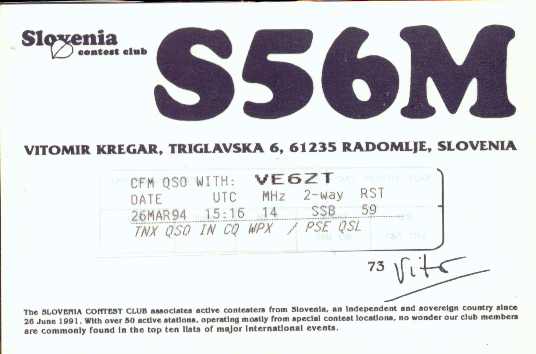 Slovenia
contest club
S56M
VITOMIR KREGAR, TRIGLAVSKA 6, 61235 RADOMLJE, SLOVENIA
CFM QSO WITH: VE6ZT
DATE UTC MHz 2-way RST
26MAR94 15:16 14 SSB 59
TNX QSO IN CQ WPX / PSE QSL
73 Vito
The SLOVENIA CONTEST CLUB associates active contesters from Slovenia, an independent and sovereign country since
26 June 1991. With over 50 active stations, operating mostly from special contest locations, no wonder our club members
are commonly found in the top ten lists of major international events.